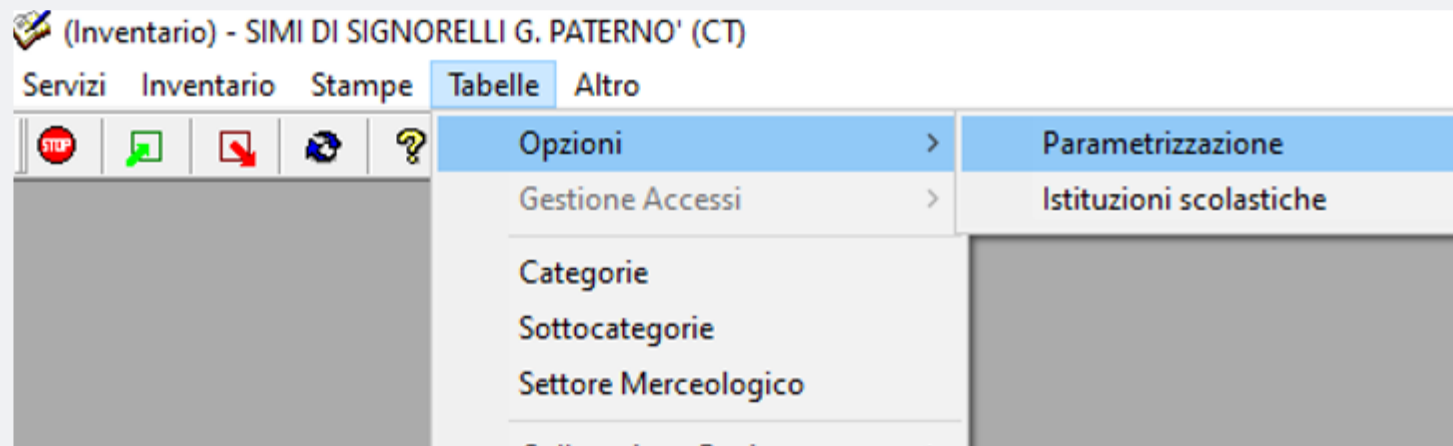 (Inventario) - SIMI DI SIGNORELLI G. PATERNO' (CT)
Servizi Inventario Stampe Tabelle Altro
STOP ?
Opzioni > Parametrizzazione
Gestione Accessi > Istituzioni scolastiche
Categorie
Sottocategorie
Settore Merceologico